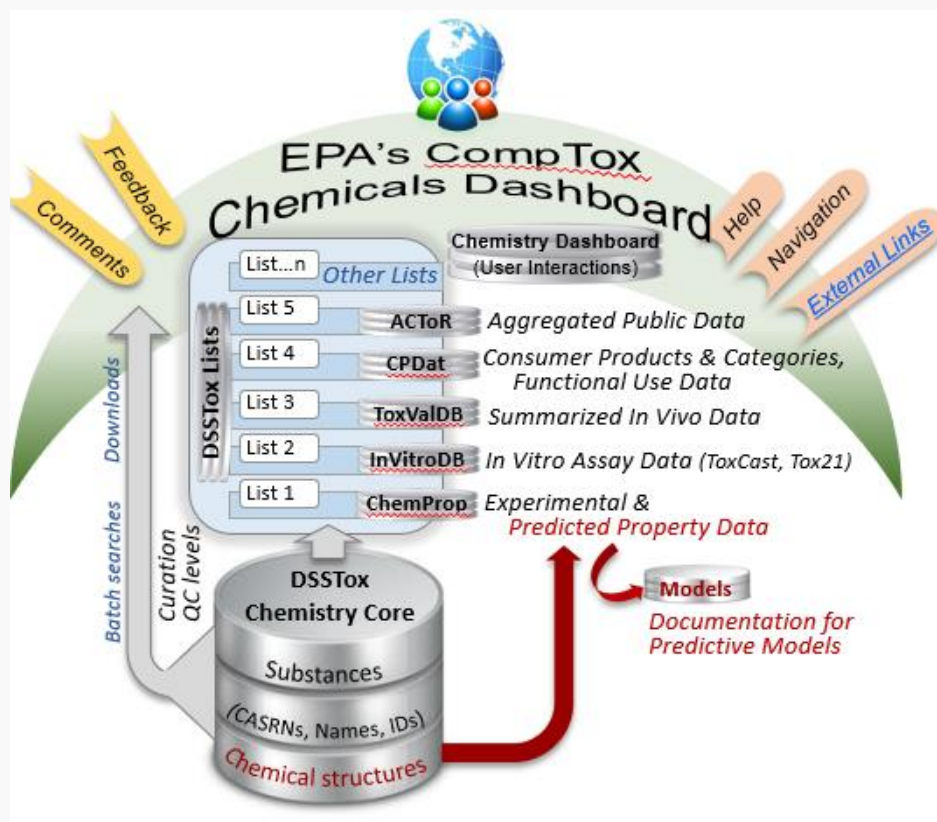 EPA's CompTox
Chemicals Dashboard
Comments
Feedback
Help
Navigation
External Links
Chemistry Dashboard
(User Interactions)
List...n
Other Lists
DSSTox Lists
List 5
ACToR
Aggregated Public Data
List 4
CPDat
Consumer Products & Categories,
Functional Use Data
List 3
ToxValDB
Summarized In Vivo Data
List 2
InVitroDB
In Vitro Assay Data (ToxCast, Tox21)
List 1
ChemProp
Experimental &
Predicted Property Data
Models
Documentation for
Predictive Models
Batch searches
Downloads
Curation
QC levels
DSSTox
Chemistry Core
Substances
(CASRNs, Names, IDs)
Chemical structures